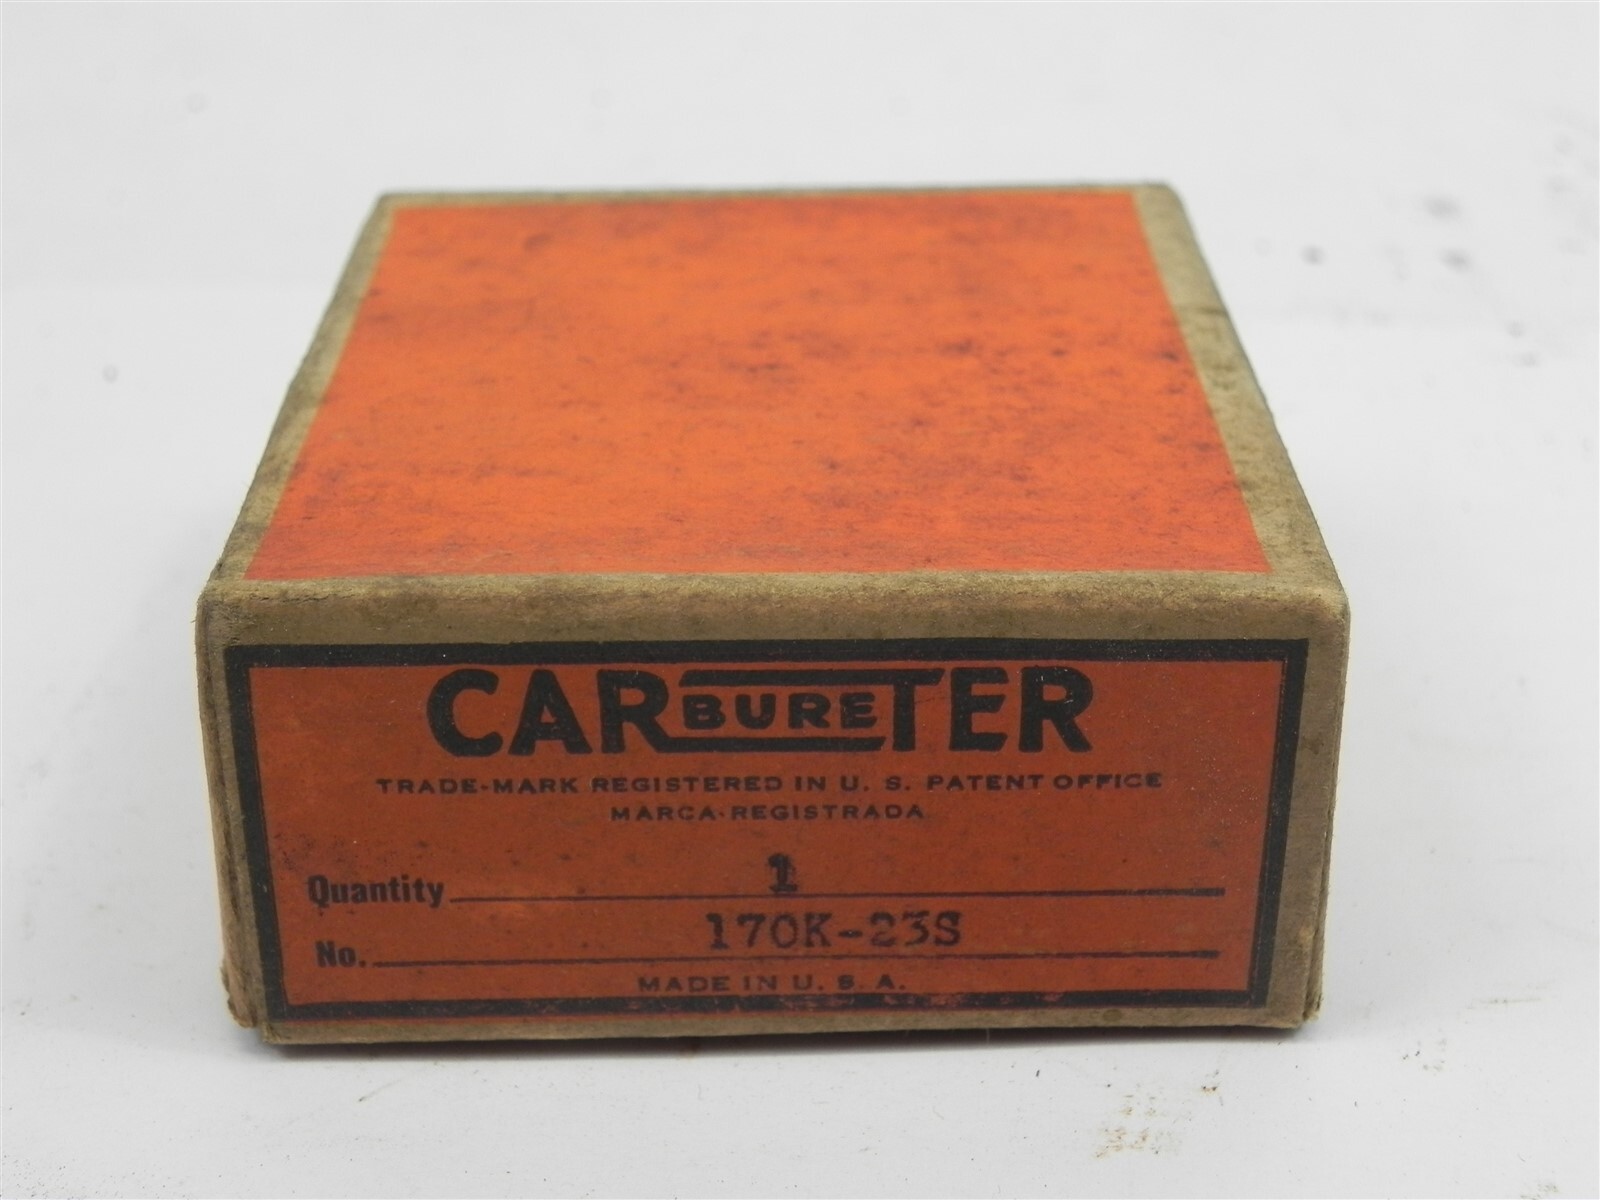 CARBURETER
TRADE-MARK REGISTERED IN U. S. PATENT OFFICE
MARCA-REGISTRADA
Quantity 1
No. 170K-23S
MADE IN U. S. A.